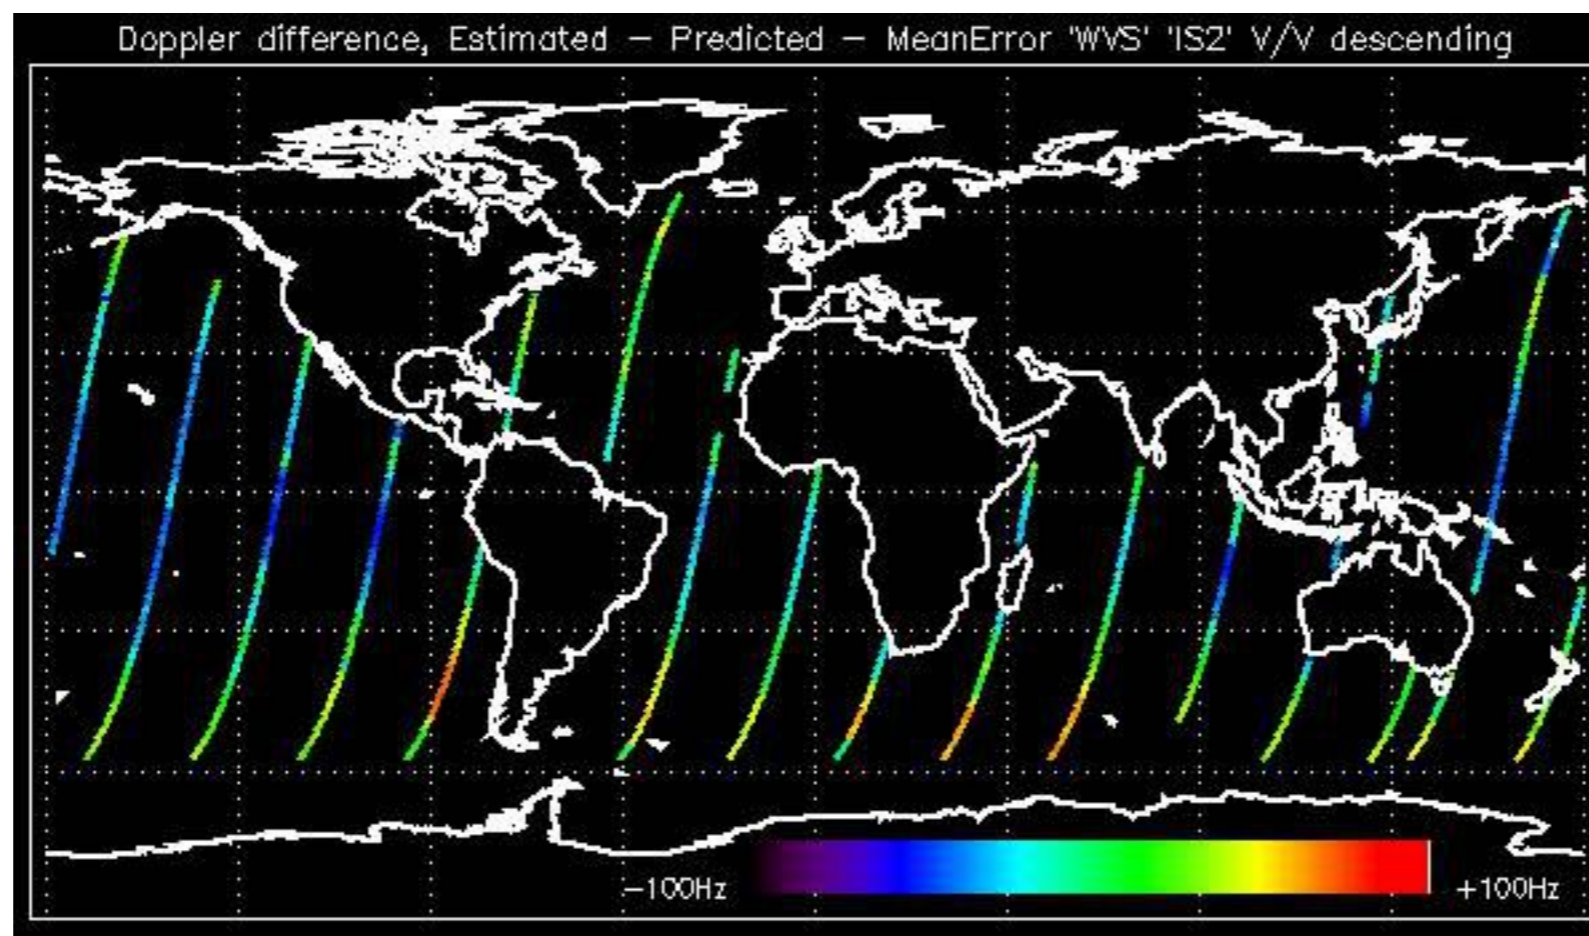 Doppler difference, Estimated – Predicted – MeanError 'WVS' 'IS2' V/V descending
-100Hz
+100Hz